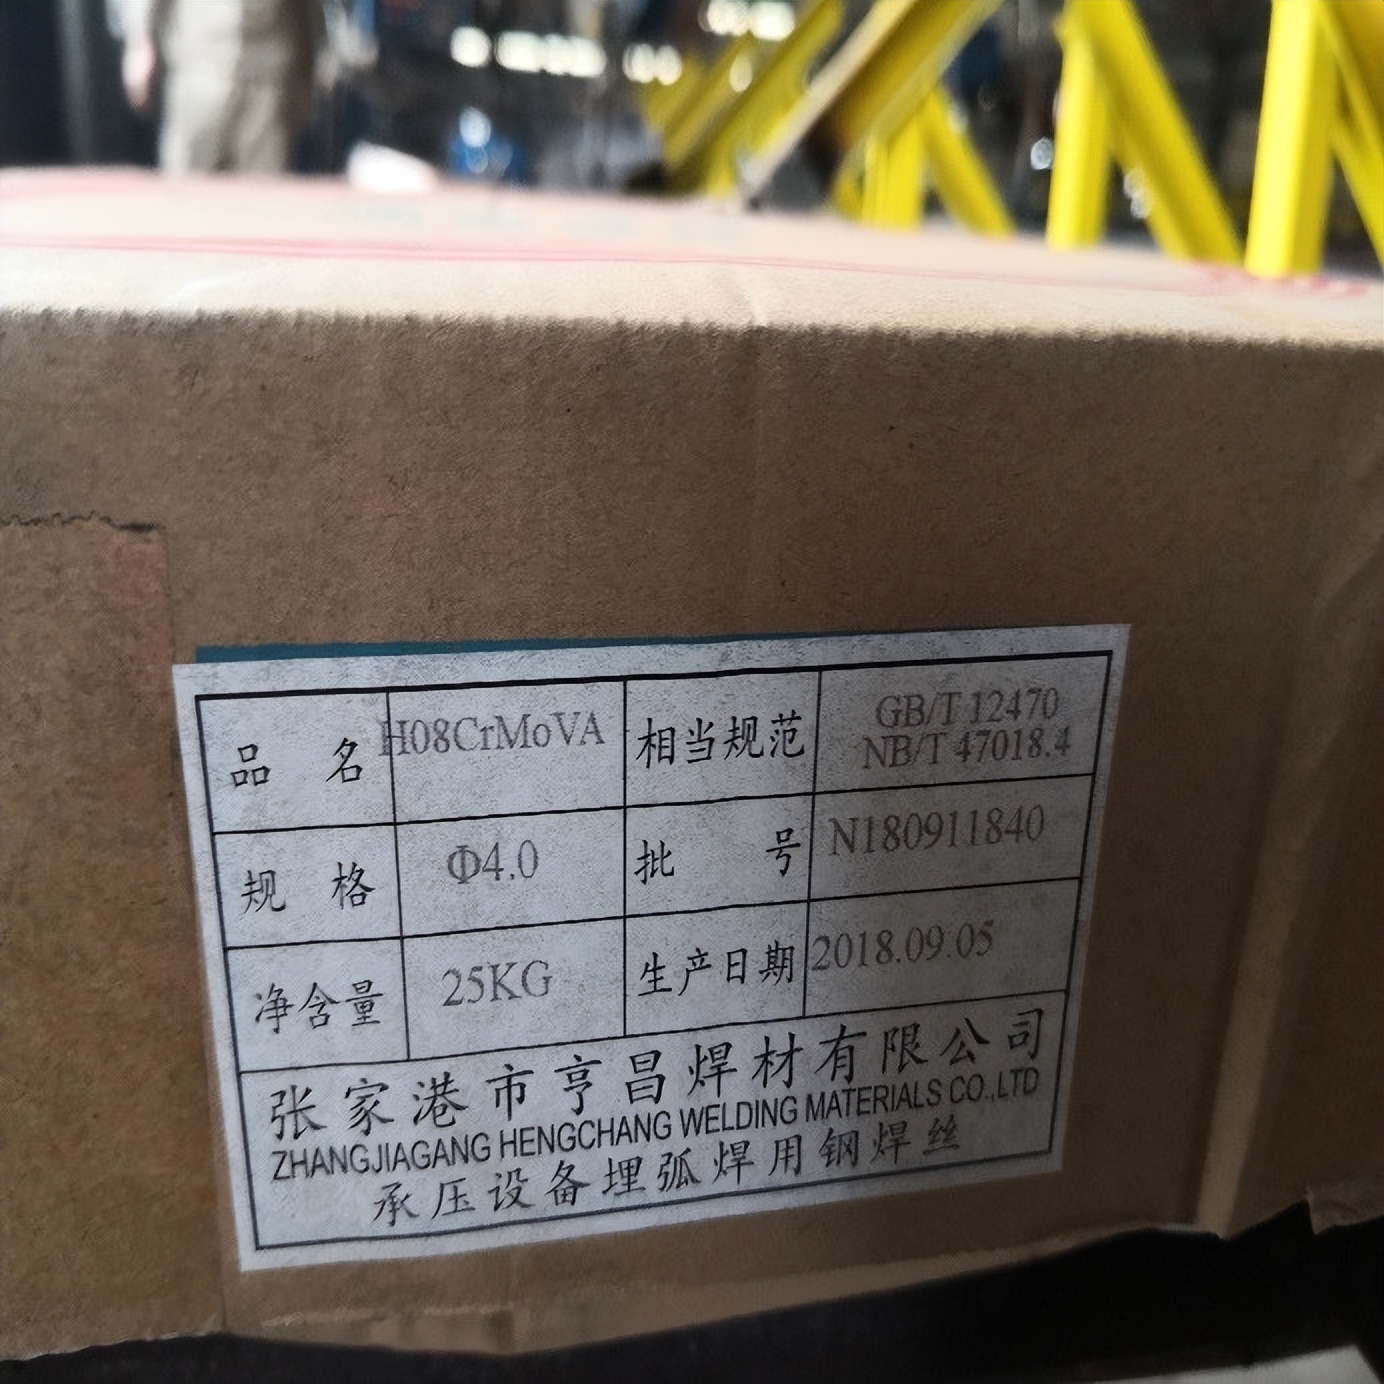 品 名 H08CrMoVA 相当规范 GB/T 12470
NB/T 47018.4
规 格 Φ4.0 批 号 N180911840
净含量 25KG 生产日期 2018.09.05
张家港市亨昌焊材有限公司
ZHANGJIAGANG HENGCHANG WELDING MATERIALS CO.,LTD
承压设备埋弧焊用钢焊丝